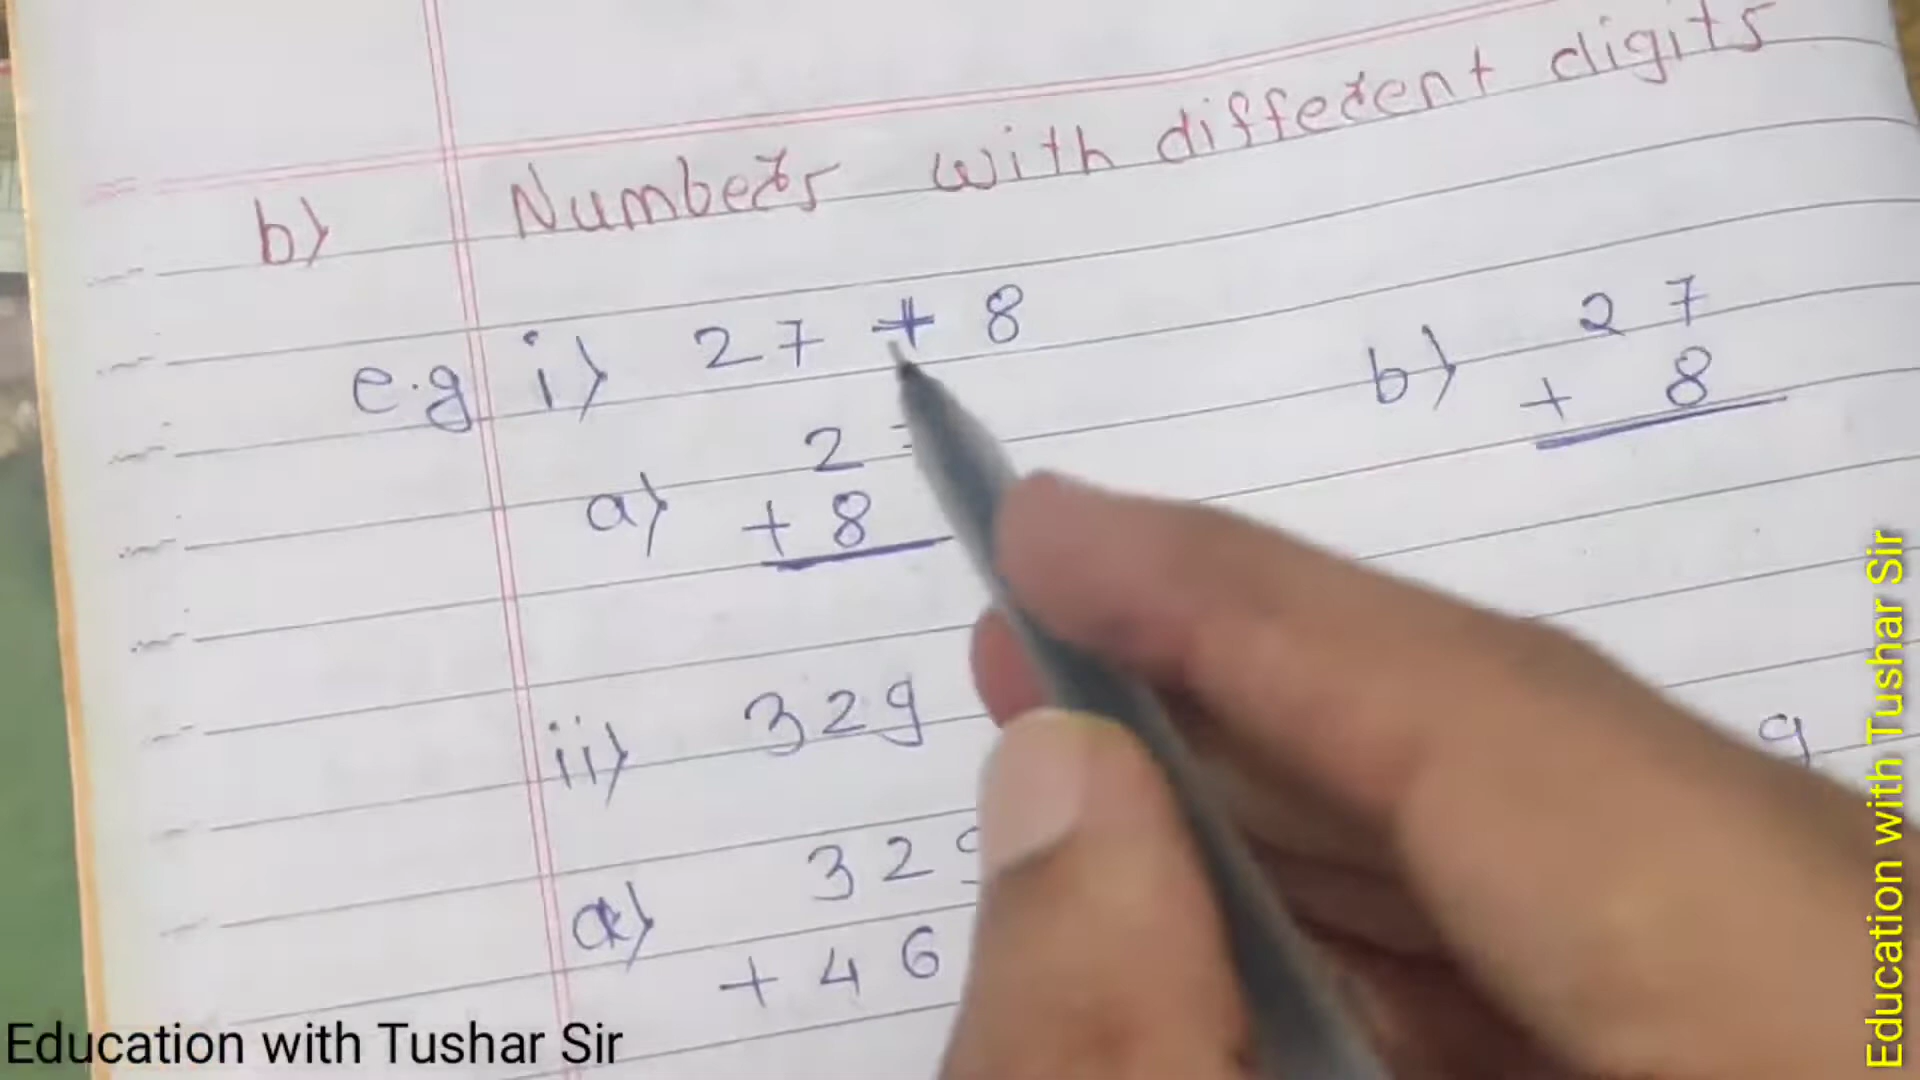 b) Numbers with different digits
e.g i) 27 + 8
a) 2
+ 8
b) 27
+ 8
ii) 329
9
a) 32
+ 46
Education with Tushar Sir
Education with Tushar Sir